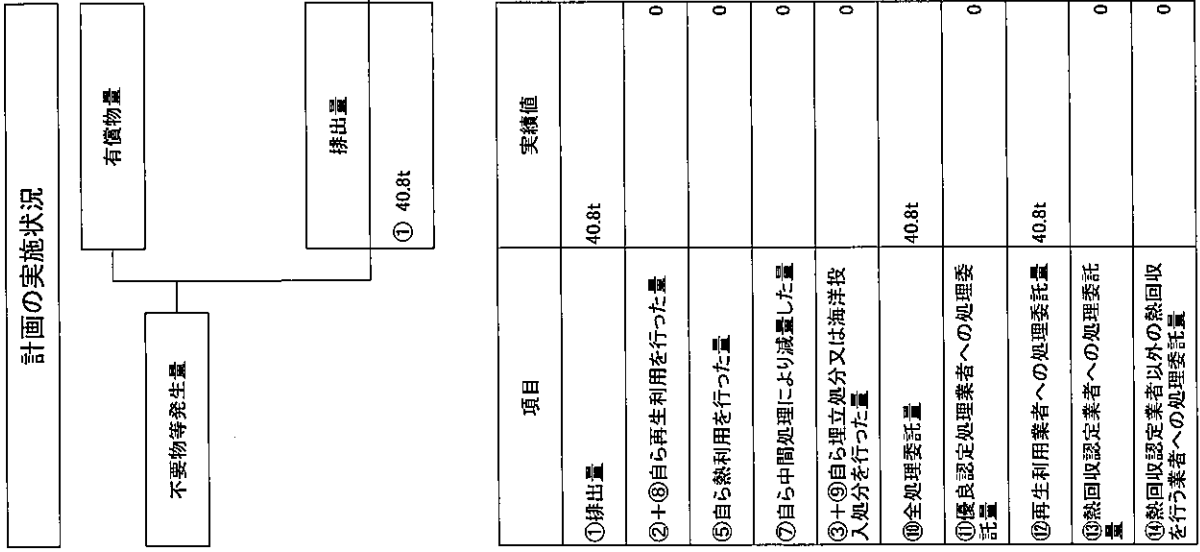 計画の実施状況
不要物等発生量
有償物量
排出量
① 40.8t
項目
実績値
①排出量
40.8t
②+⑧自ら再生利用を行った量
0
⑤自ら熱利用を行った量
0
⑦自ら中間処理により減量した量
0
③+⑨自ら埋立処分又は海洋投
入処分を行った量
0
⑩全処理委託量
40.8t
⑪優良認定処理業者への処理委
託量
0
⑫再生利用業者への処理委託量
40.8t
⑬熱回収認定業者への処理委託
量
0
⑭熱回収認定業者以外の熱回収
を行う業者への処理委託量
0